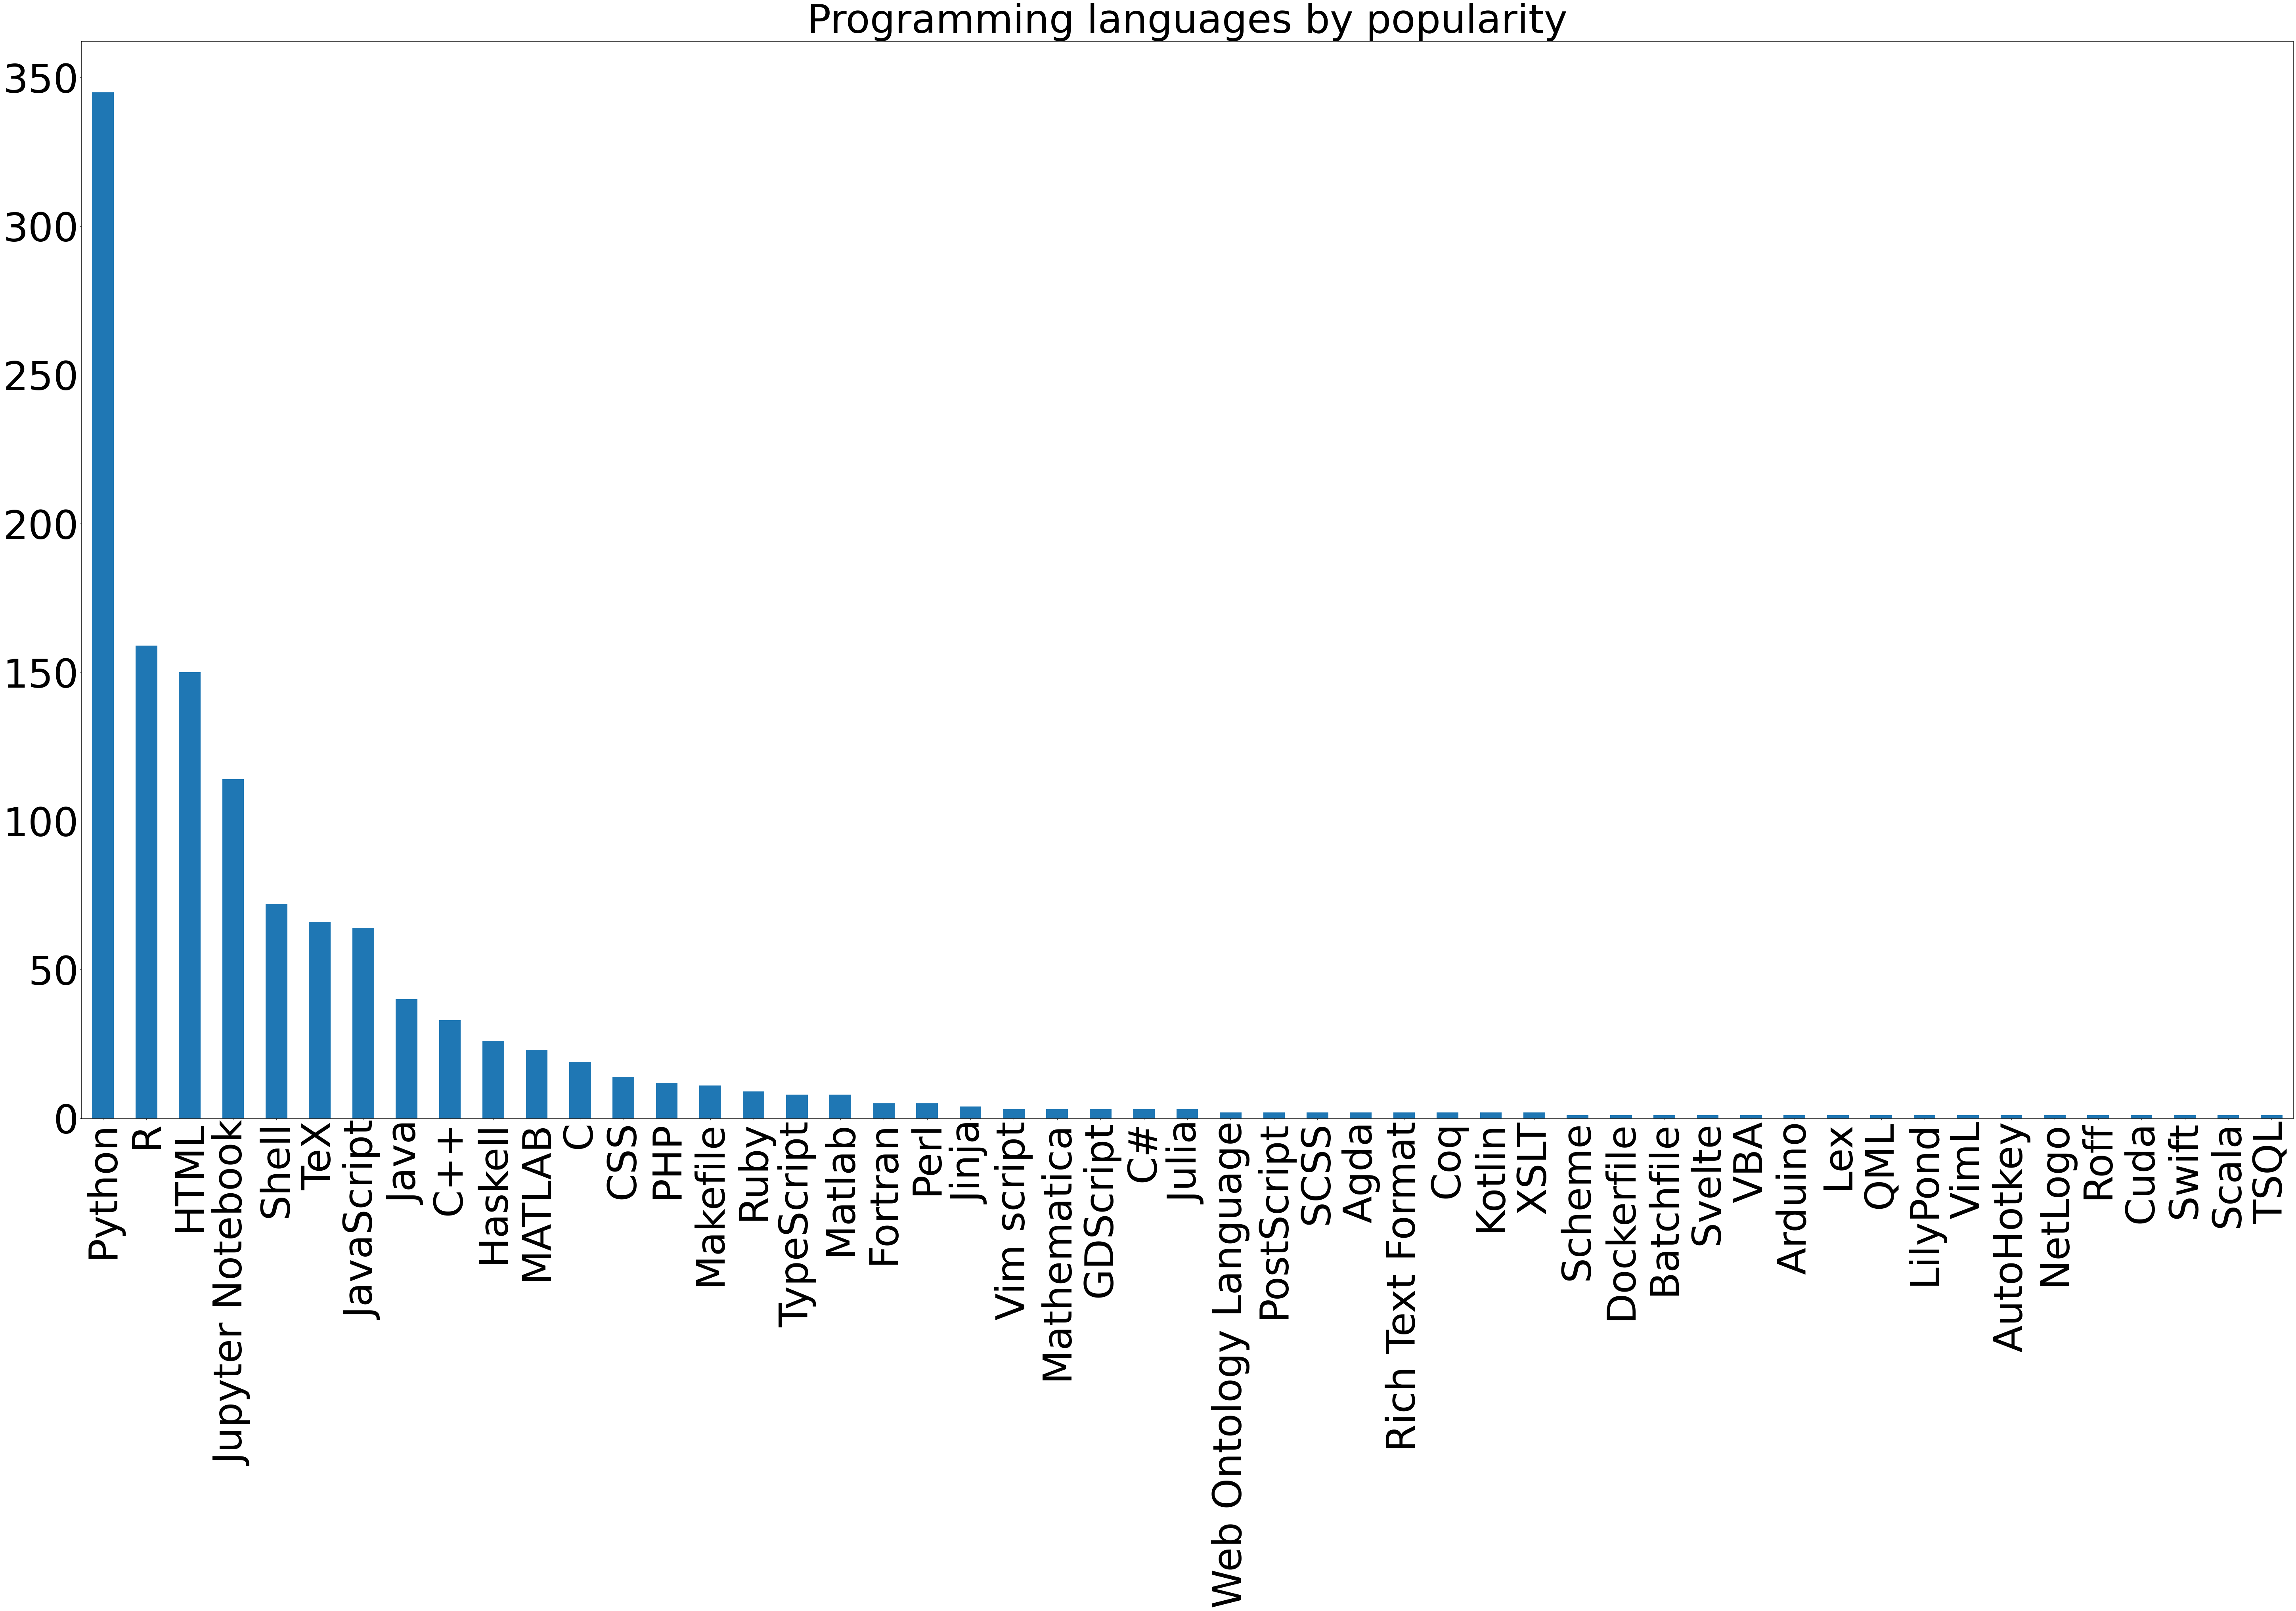 Programming languages by popularity
350
300
250
200
150
100
50
0
Python
R
HTML
Jupyter Notebook
Shell
TeX
JavaScript
Java
C++
Haskell
MATLAB
C
CSS
PHP
Makefile
Ruby
TypeScript
Matlab
Fortran
Perl
Jinja
Vim script
Mathematica
GDScript
C#
Julia
Web Ontology Language
PostScript
SCSS
Agda
Rich Text Format
Coq
Kotlin
XSLT
Scheme
Dockerfile
Batchfile
Svelte
VBA
Arduino
Lex
QML
LilyPond
VimL
AutoHotkey
NetLogo
Roff
Cuda
Swift
Scala
TSQL